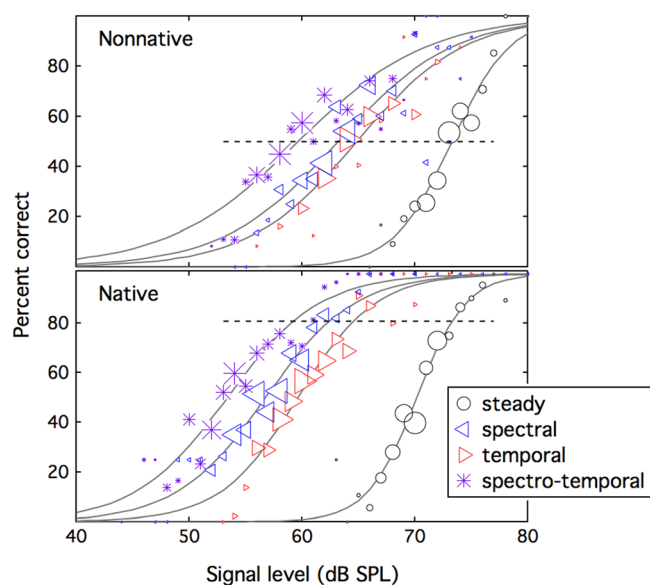 Nonnative
80
60
40
20
Percent correct
Native
80
60
40
20
steady
spectral
temporal
spectro-temporal
40
50
60
70
80
Signal level (dB SPL)